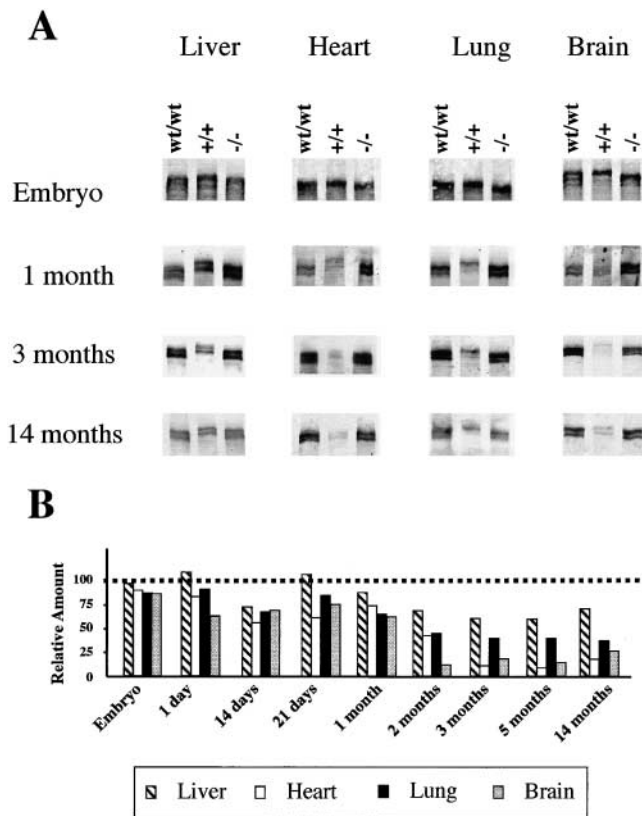 A
Liver Heart Lung Brain
wt/wt +/+ -/- wt/wt +/+ -/- wt/wt +/+ -/- wt/wt +/+ -/-
Embryo
1 month
3 months
14 months
B
Relative Amount
100
75
50
25
0
Embryo 1 day 14 days 21 days 1 month 2 months 3 months 5 months 14 months
Liver Heart Lung Brain